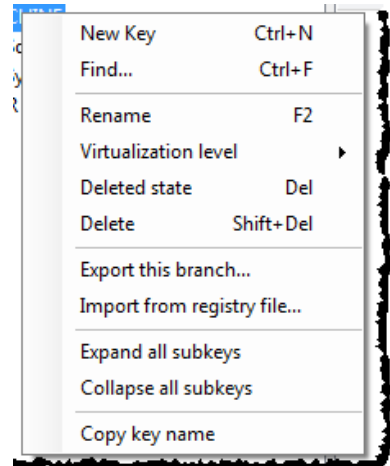 New Key Ctrl+N
Find... Ctrl+F
Rename F2
Virtualization level
Deleted state Del
Delete Shift+Del
Export this branch...
Import from registry file...
Expand all subkeys
Collapse all subkeys
Copy key name